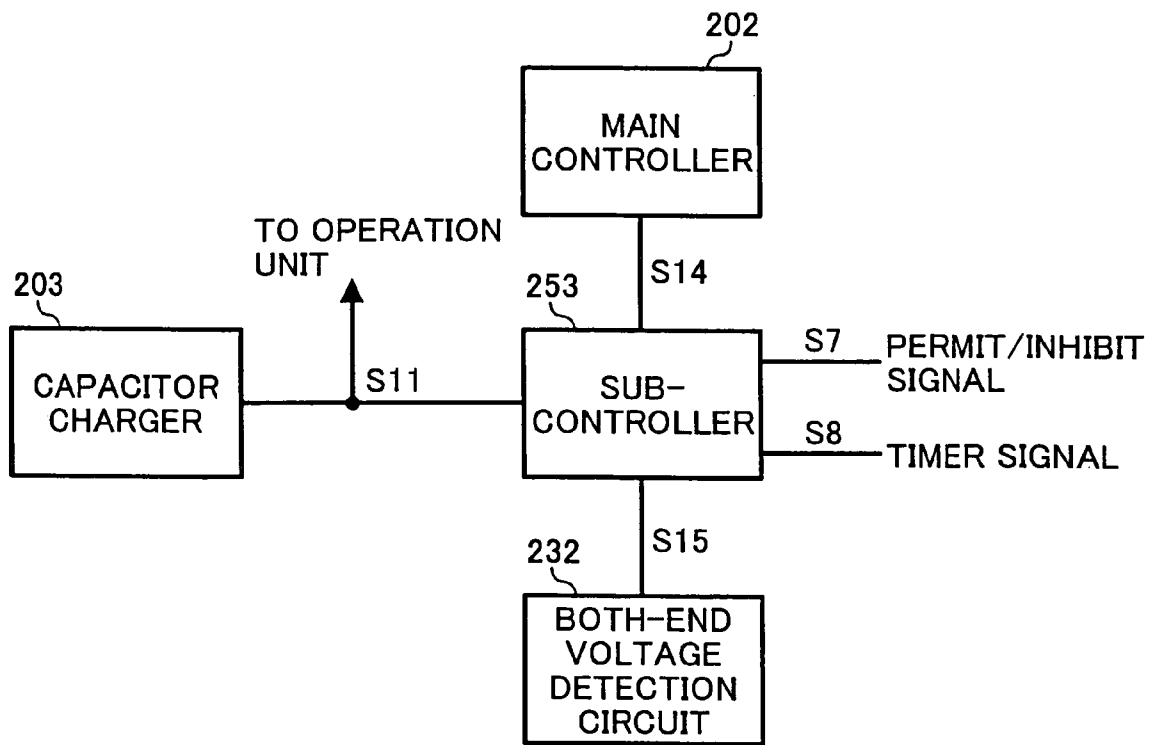 202
MAIN
CONTROLLER
TO OPERATION
UNIT
S14
203
253
CAPACITOR
CHARGER
S11
SUB-
CONTROLLER
S7
PERMIT/INHIBIT
SIGNAL
S8
TIMER SIGNAL
S15
232
BOTH-END
VOLTAGE
DETECTION
CIRCUIT